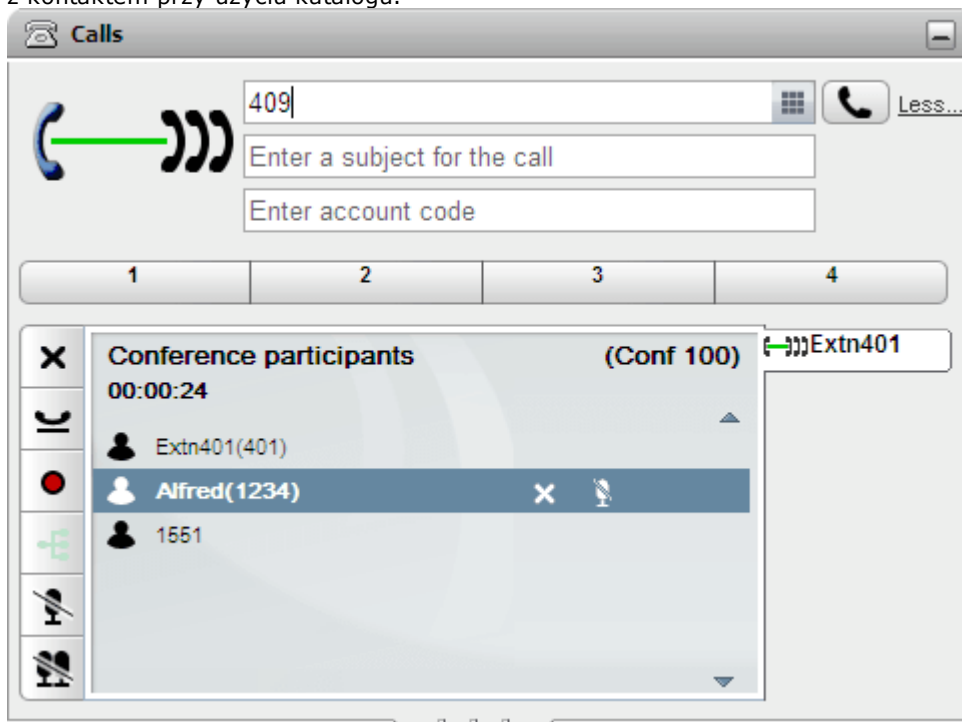 z kontaktem przy użyciu katalogu.
Calls
409
Less...
Enter a subject for the call
Enter account code
1 2 3 4
Conference participants (Conf 100)
Extn401
00:00:24
Extn401(401)
Alfred(1234)
1551